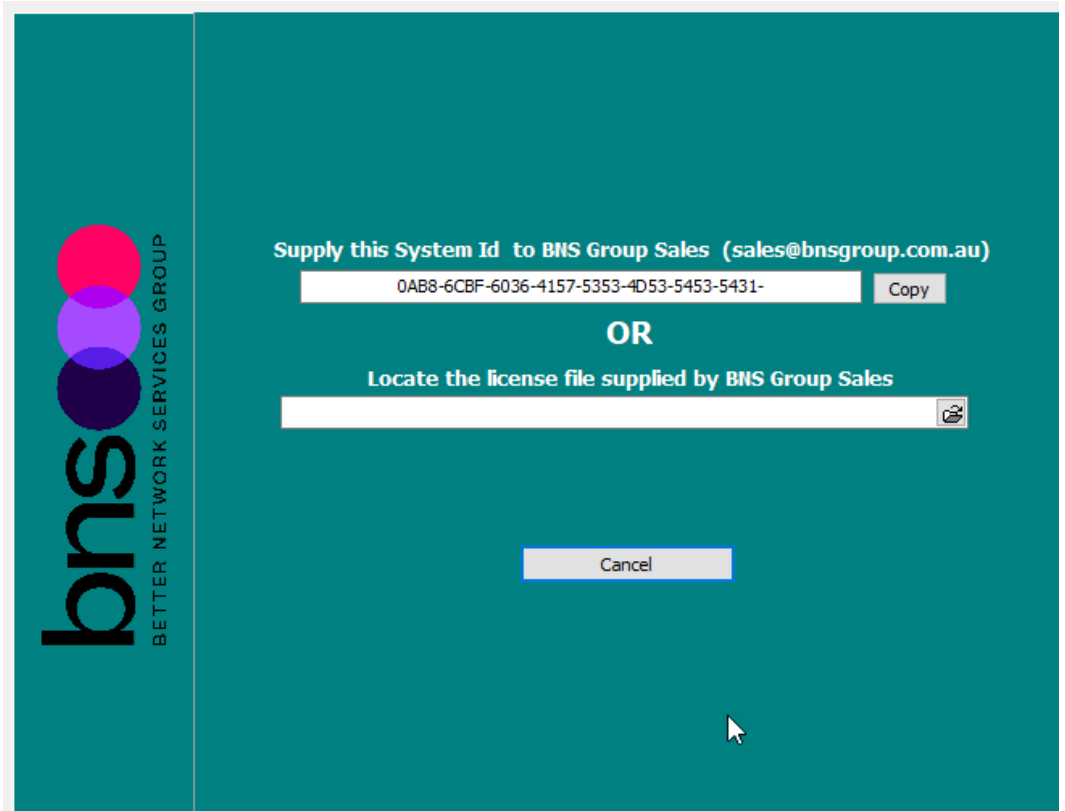 bns
BETTER NETWORK SERVICES GROUP
Supply this System Id  to BNS Group Sales  (sales@bnsgroup.com.au)
0AB8-6CBF-6036-4157-5353-4D53-5453-5431-
Copy
OR
Locate the license file supplied by BNS Group Sales
Cancel